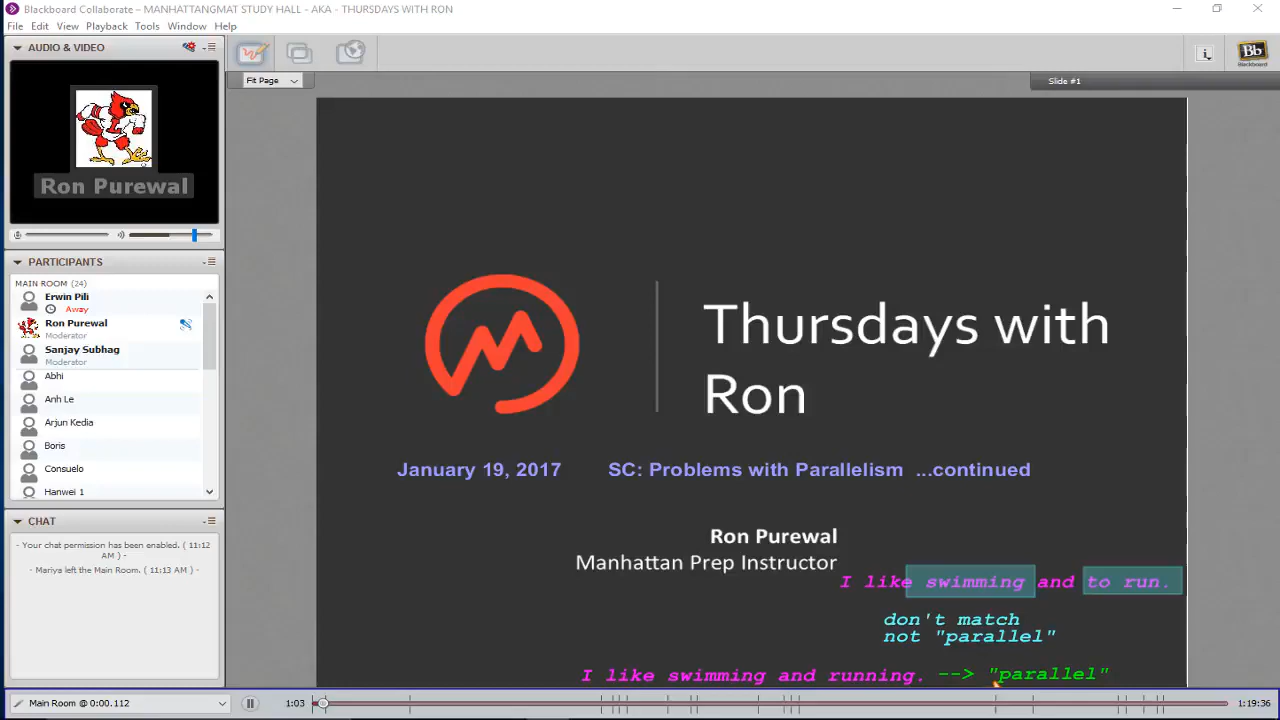 Blackboard Collaborate – MANHATTANGMAT STUDY HALL - AKA - THURSDAYS WITH RON
File Edit View Playback Tools Window Help
AUDIO & VIDEO
Ron Purewal
PARTICIPANTS
MAIN ROOM (24)
Erwin Pili
Away
Ron Purewal
Moderator
Sanjay Subhag
Moderator
Abhi
Anh Le
Arjun Kedia
Boris
Consuelo
Hanwei 1
CHAT
- Your chat permission has been enabled. ( 11:12
AM ) -
- Mariya left the Main Room. ( 11:13 AM ) -
Fit Page
Slide #1
Bb
Blackboard
Thursdays with
Ron
January 19, 2017 SC: Problems with Parallelism ...continued
Ron Purewal
Manhattan Prep Instructor
I like swimming and to run.
don't match
not "parallel"
I like swimming and running. --> "parallel"
Main Room @ 0:00.112
1:03
1:19:36